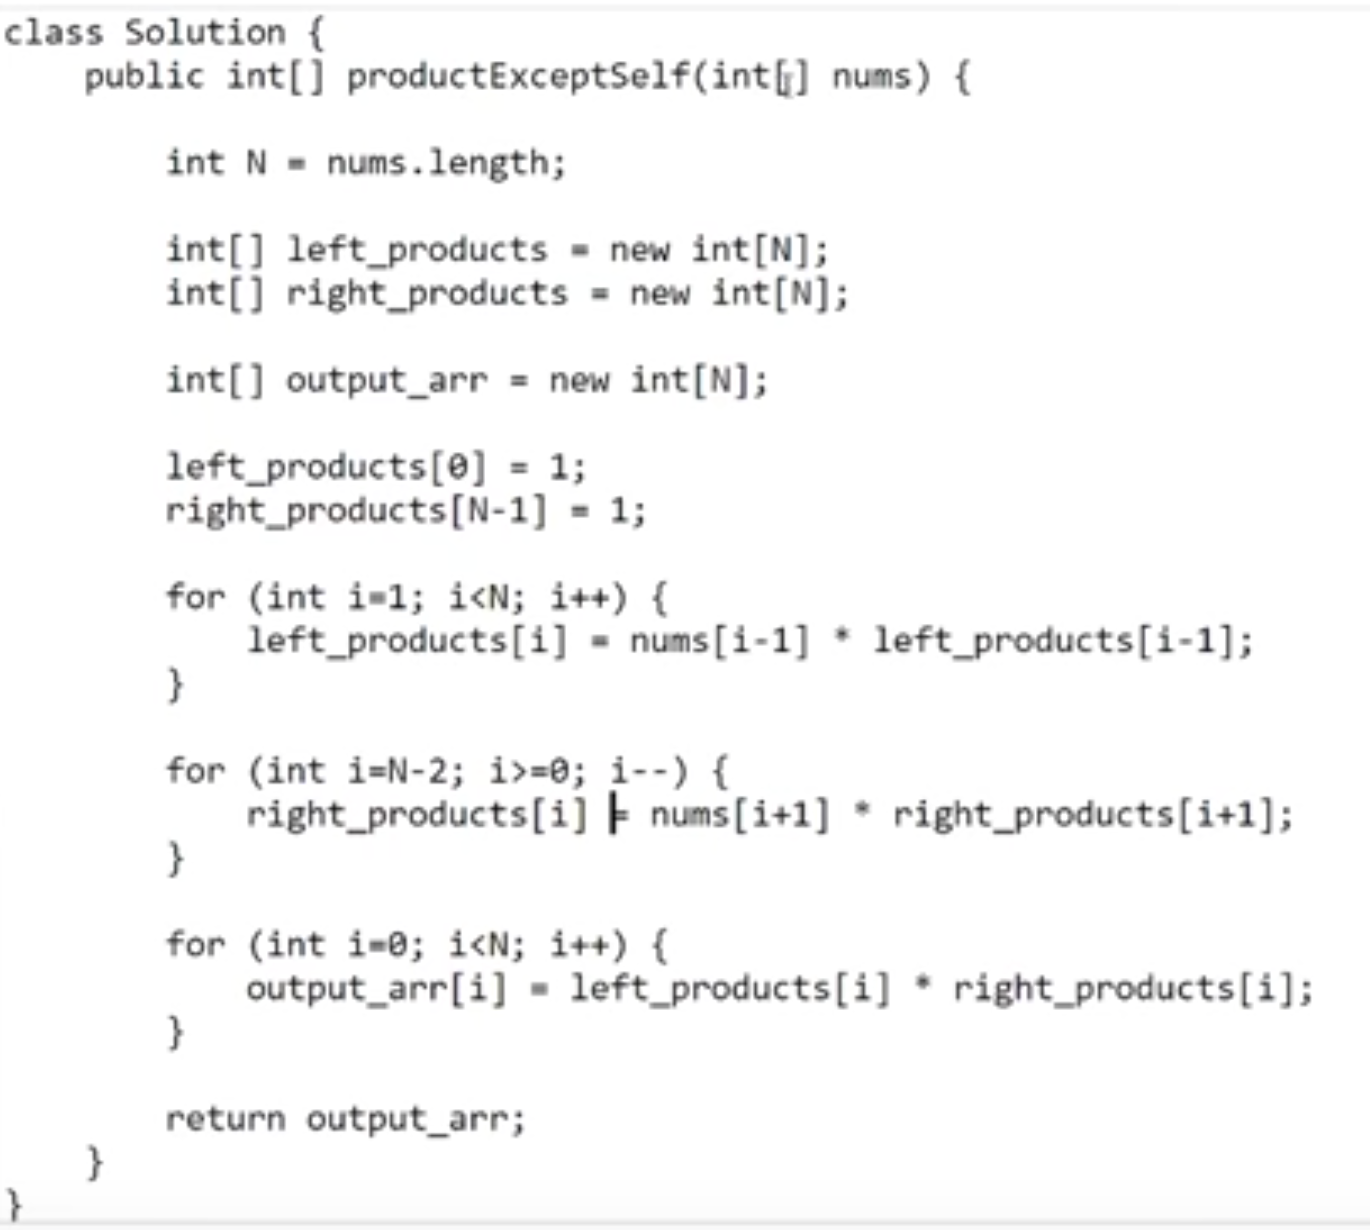 class Solution {
    public int[] productExceptSelf(int[] nums) {
        int N = nums.length;
        int[] left_products = new int[N];
        int[] right_products = new int[N];
        int[] output_arr = new int[N];
        left_products[0] = 1;
        right_products[N-1] = 1;
        for (int i=1; i<N; i++) {
            left_products[i] = nums[i-1] * left_products[i-1];
        }
        for (int i=N-2; i>=0; i--) {
            right_products[i] = nums[i+1] * right_products[i+1];
        }
        for (int i=0; i<N; i++) {
            output_arr[i] = left_products[i] * right_products[i];
        }
        return output_arr;
    }
}